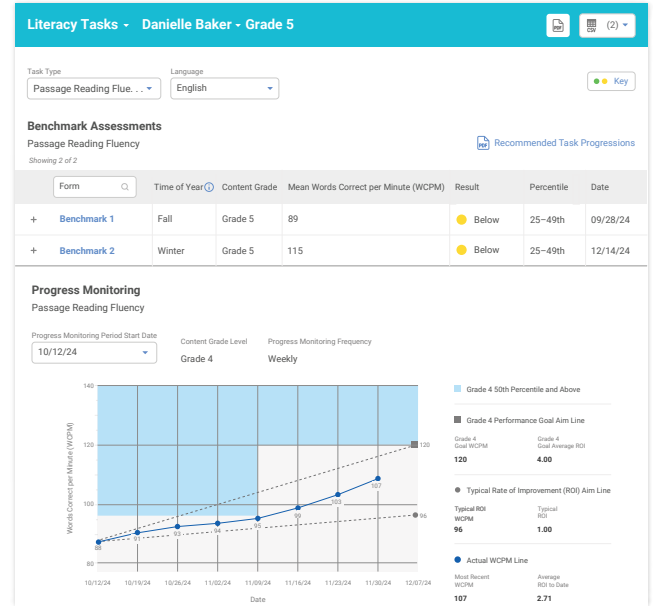 Literacy Tasks - Danielle Baker - Grade 5
PDF
CSV (2)
Task Type
Language
Passage Reading Flue. . .
English
Key
Benchmark Assessments
Passage Reading Fluency
PDF Recommended Task Progressions
Showing 2 of 2
Form Time of Year Content Grade Mean Words Correct per Minute (WCPM) Result Percentile Date
+ Benchmark 1 Fall Grade 5 89 Below 25–49th 09/28/24
+ Benchmark 2 Winter Grade 5 115 Below 25–49th 12/14/24
Progress Monitoring
Passage Reading Fluency
Progress Monitoring Period Start Date
Content Grade Level
Progress Monitoring Frequency
10/12/24
Grade 4
Weekly
Words Correct per Minute (WCPM)
140
120
100
80
88
91
93
94
95
99
103
107
120
96
10/12/24 10/19/24 10/26/24 11/02/24 11/09/24 11/16/24 11/23/24 11/30/24 12/07/24
Date
Grade 4 50th Percentile and Above
Grade 4 Performance Goal Aim Line
Grade 4 Goal WCPM
Grade 4 Goal Average ROI
120
4.00
Typical Rate of Improvement (ROI) Aim Line
Typical ROI WCPM
Typical ROI
96
1.00
Actual WCPM Line
Most Recent WCPM
Average ROI to Date
107
2.71